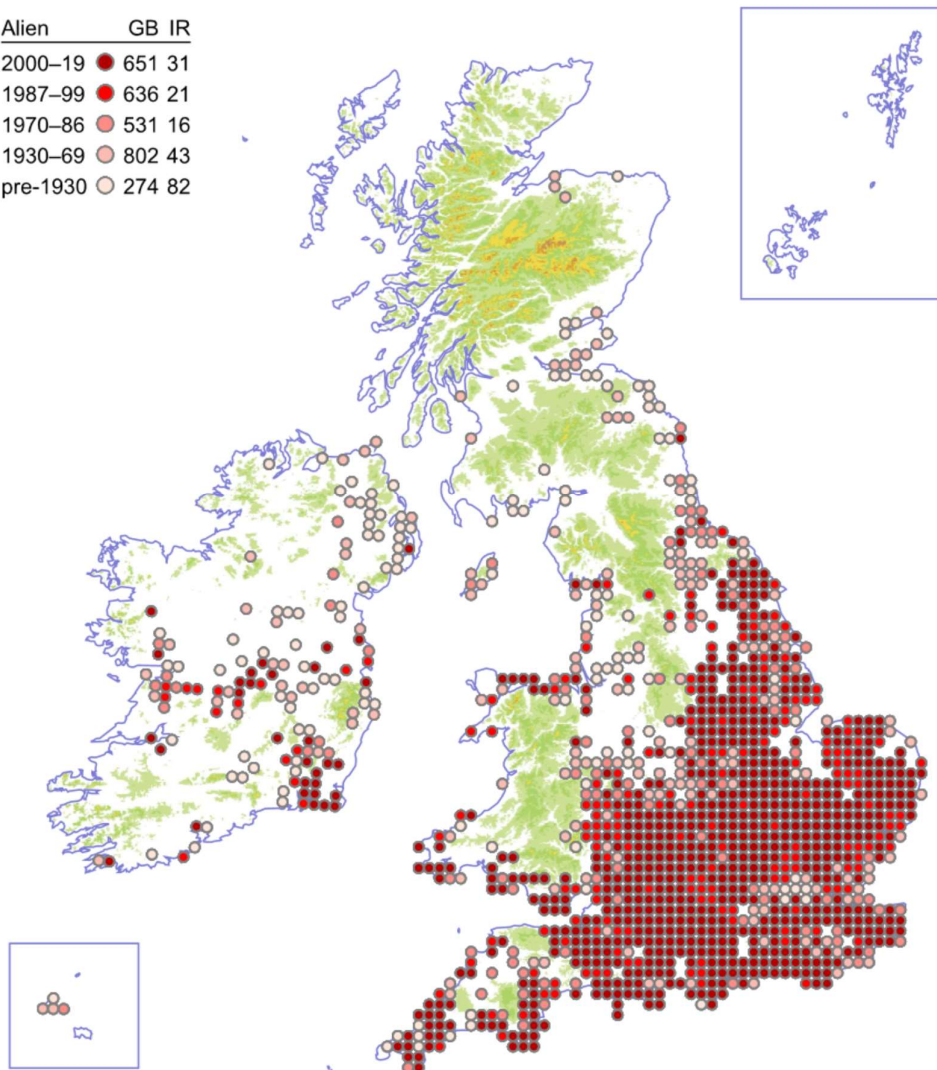 Alien GB IR
2000–19 651 31
1987–99 636 21
1970–86 531 16
1930–69 802 43
pre-1930 274 82